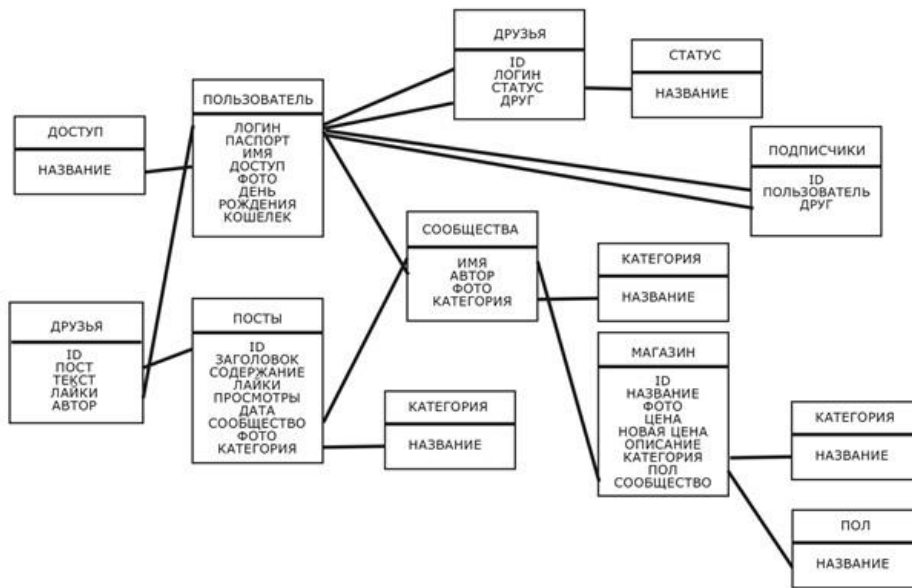 ДРУЗЬЯ
ID
ЛОГИН
СТАТУС
ДРУГ
СТАТУС
НАЗВАНИЕ
ПОЛЬЗОВАТЕЛЬ
ЛОГИН
ПАСПОРТ
ИМЯ
ДОСТУП
ФОТО
ДЕНЬ
РОЖДЕНИЯ
КОШЕЛЕК
ДОСТУП
НАЗВАНИЕ
ПОДПИСЧИКИ
ID
ПОЛЬЗОВАТЕЛЬ
ДРУГ
СООБЩЕСТВА
ИМЯ
АВТОР
ФОТО
КАТЕГОРИЯ
КАТЕГОРИЯ
НАЗВАНИЕ
ДРУЗЬЯ
ID
ПОСТ
ТЕКСТ
ЛАЙКИ
АВТОР
ПОСТЫ
ID
ЗАГОЛОВОК
СОДЕРЖАНИЕ
ЛАЙКИ
ПРОСМОТРЫ
ДАТА
СООБЩЕСТВО
ФОТО
КАТЕГОРИЯ
КАТЕГОРИЯ
НАЗВАНИЕ
МАГАЗИН
ID
НАЗВАНИЕ
ФОТО
ЦЕНА
НОВАЯ ЦЕНА
ОПИСАНИЕ
КАТЕГОРИЯ
ПОЛ
СООБЩЕСТВО
КАТЕГОРИЯ
НАЗВАНИЕ
ПОЛ
НАЗВАНИЕ